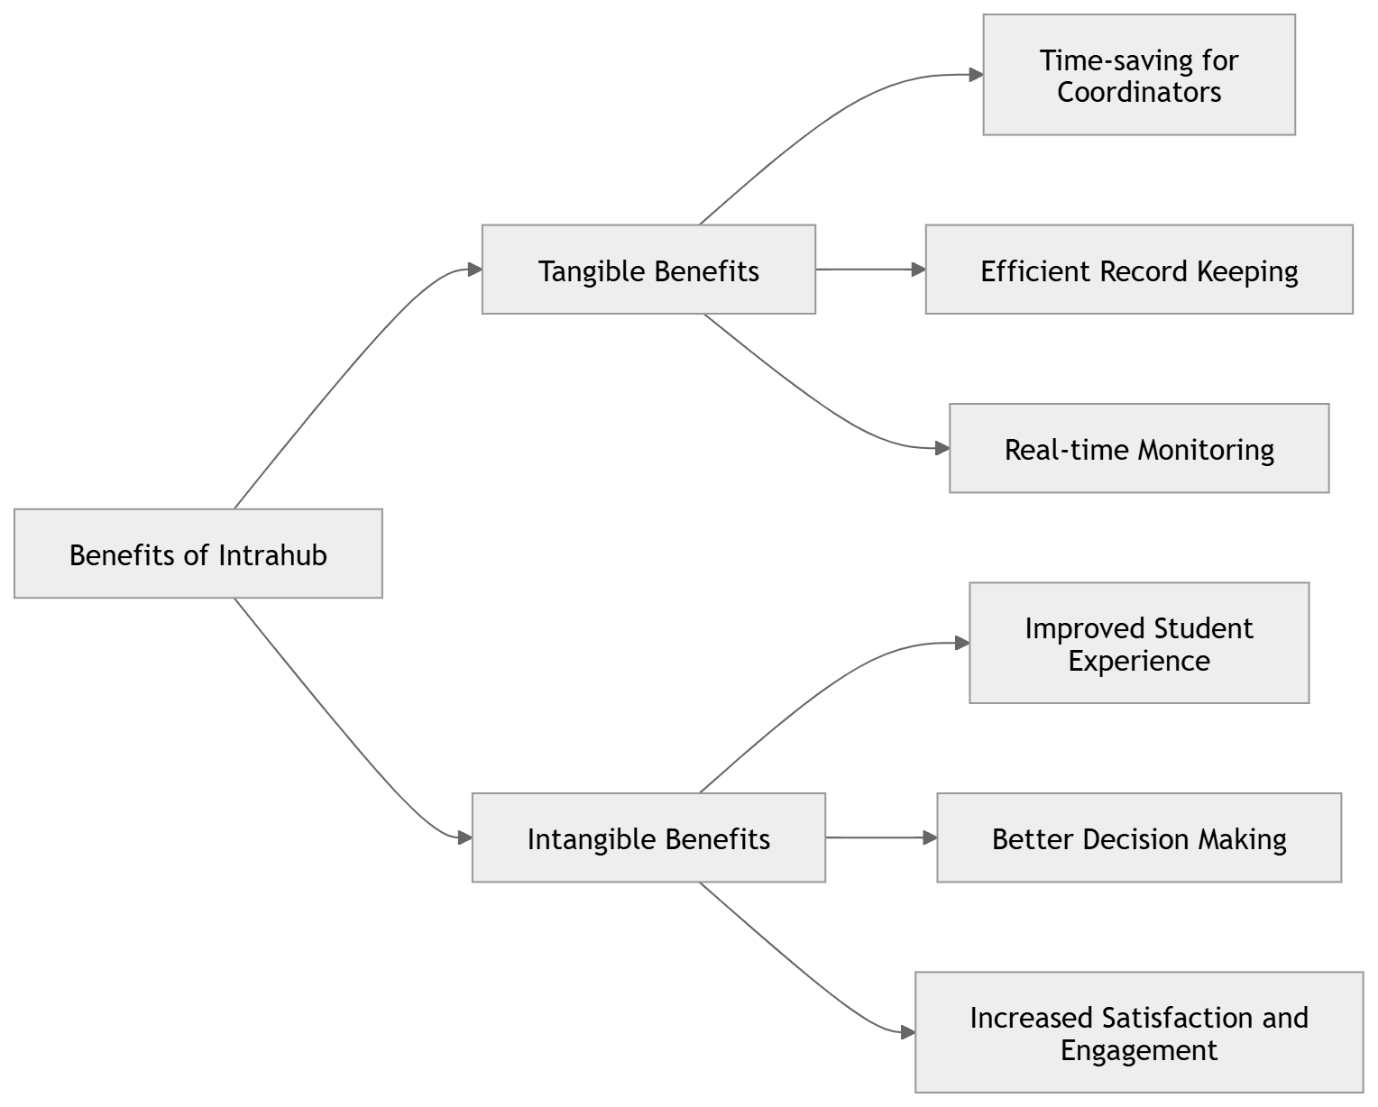 Time-saving for
Coordinators
Tangible Benefits
Efficient Record Keeping
Real-time Monitoring
Benefits of Intrahub
Improved Student
Experience
Intangible Benefits
Better Decision Making
Increased Satisfaction and
Engagement